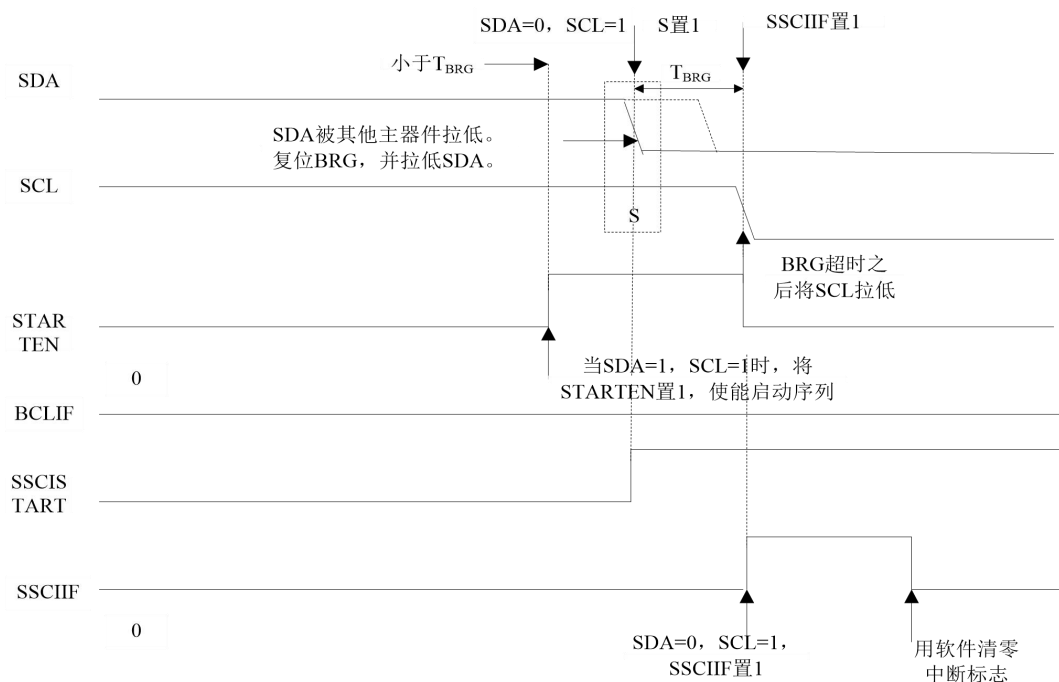 SDA=0，SCL=1
S置1
SSCIIF置1
小于TBRG
TBRG
SDA
SDA被其他主器件拉低。
复位BRG，并拉低SDA。
SCL
S
BRG超时之
后将SCL拉低
STAR
TEN
0
当SDA=1，SCL=1时，将
STARTEN置1，使能启动序列
BCLIF
SSCIS
TART
SSCIIF
0
SDA=0，SCL=1，
SSCIIF置1
用软件清零
中断标志